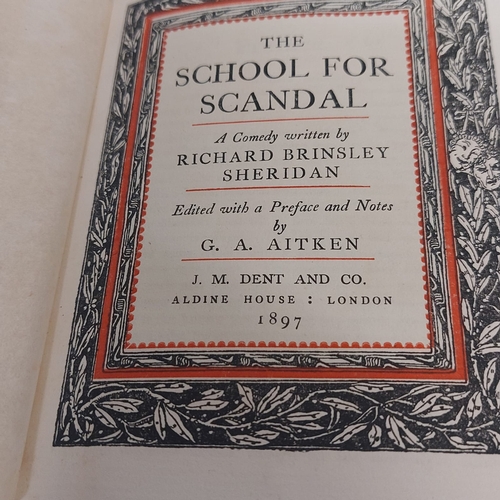 THE
SCHOOL FOR
SCANDAL
A Comedy written by
RICHARD BRINSLEY
SHERIDAN
Edited with a Preface and Notes
by
G. A. AITKEN
J. M. DENT AND CO.
ALDINE HOUSE : LONDON
1897